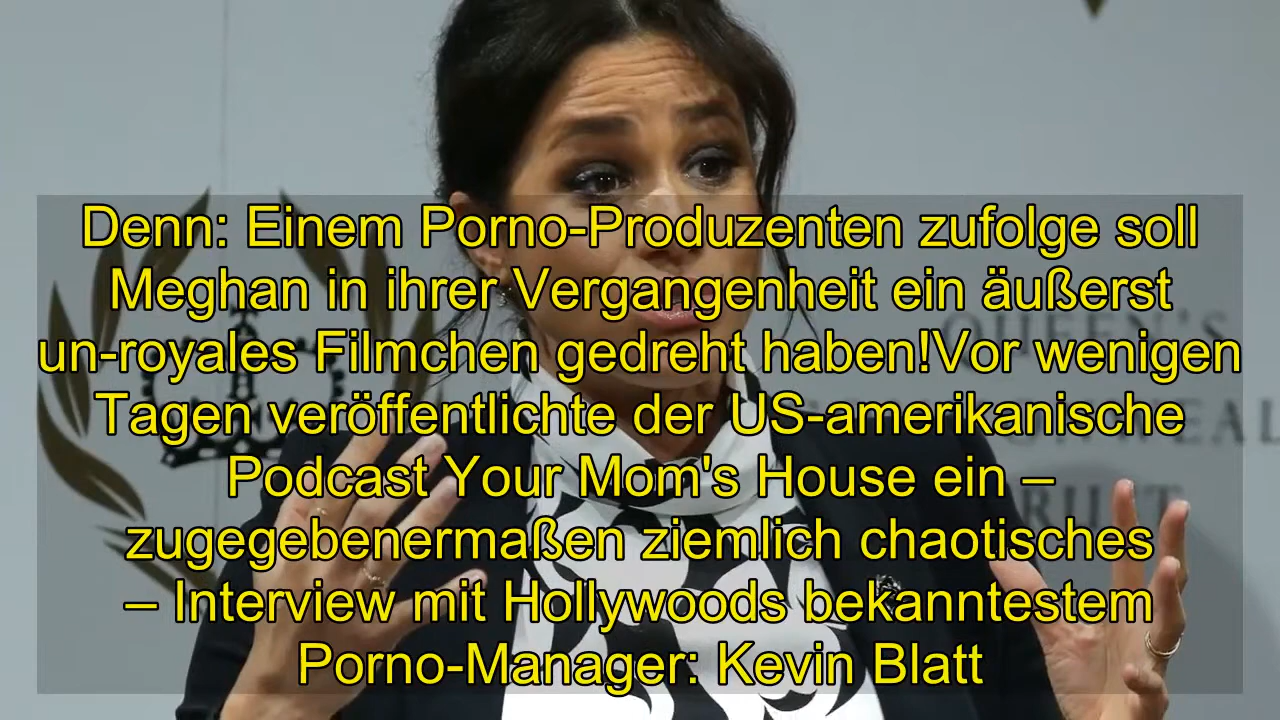 Denn: Einem Porno-Produzenten zufolge soll
Meghan in ihrer Vergangenheit ein äußerst
un-royales Filmchen gedreht haben!Vor wenigen
Tagen veröffentlichte der US-amerikanische
Podcast Your Mom's House ein –
zugegebenermaßen ziemlich chaotisches
– Interview mit Hollywoods bekanntestem
Porno-Manager: Kevin Blatt
QUEEN'S